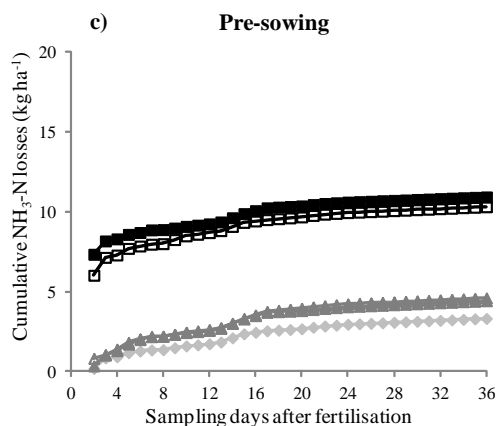 c) Pre-sowing
Cumulative NH₃-N losses (kg ha⁻¹)
20
15
10
5
0
0 4 8 12 16 20 24 28 32 36
Sampling days after fertilisation